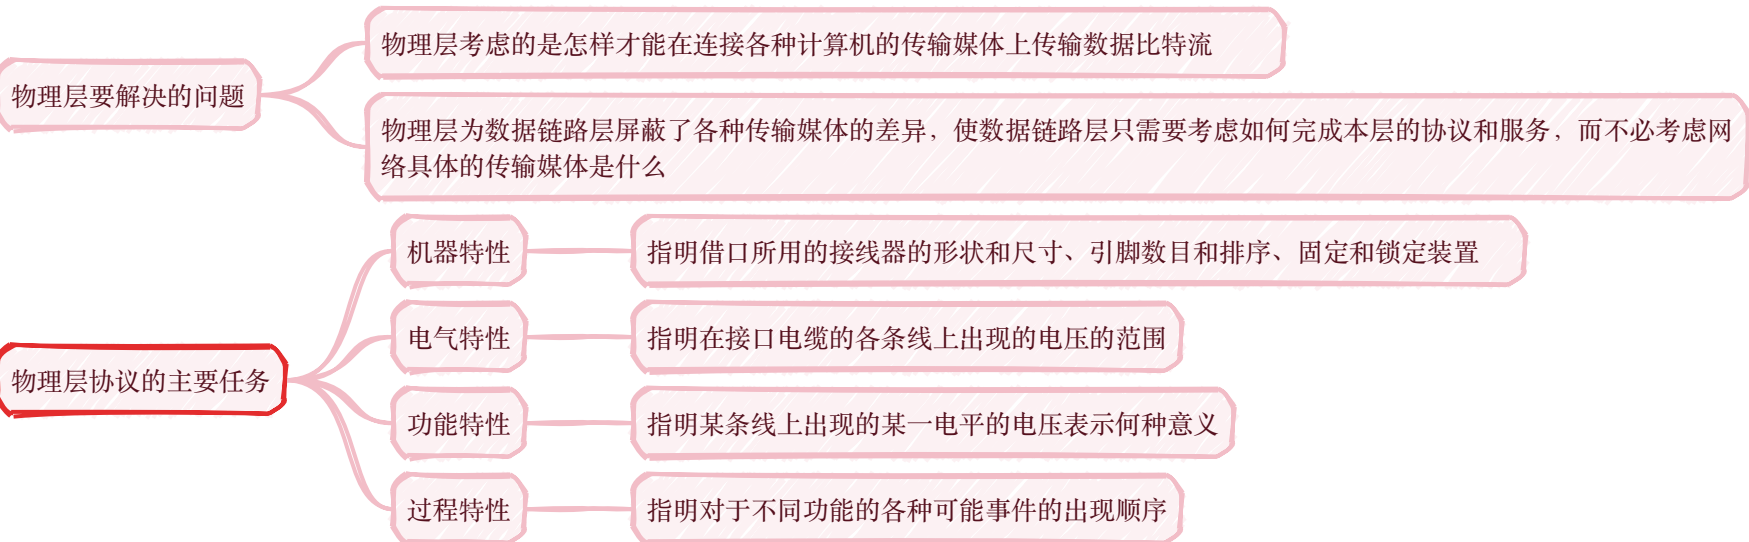 物理层要解决的问题
物理层考虑的是怎样才能在连接各种计算机的传输媒体上传输数据比特流
物理层为数据链路层屏蔽了各种传输媒体的差异，使数据链路层只需要考虑如何完成本层的协议和服务，而不必考虑网
络具体的传输媒体是什么
物理层协议的主要任务
机器特性
指明借口所用的接线器的形状和尺寸、引脚数目和排序、固定和锁定装置
电气特性
指明在接口电缆的各条线上出现的电压的范围
功能特性
指明某条线上出现的某一电平的电压表示何种意义
过程特性
指明对于不同功能的各种可能事件的出现顺序